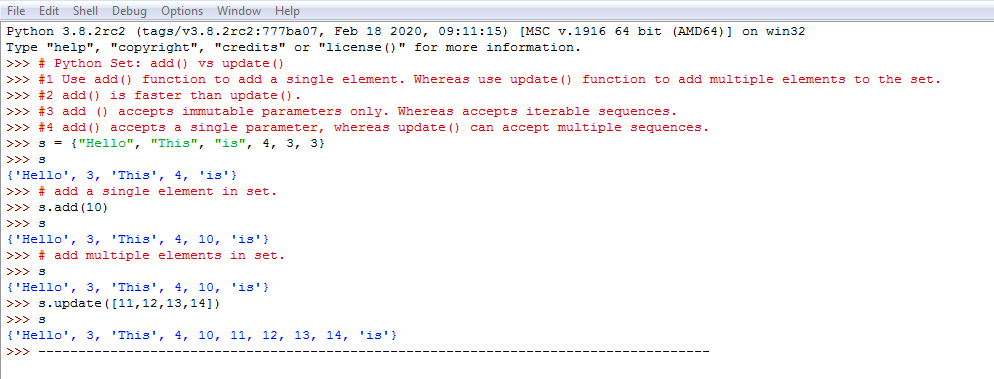 File Edit Shell Debug Options Window Help
Python 3.8.2rc2 (tags/v3.8.2rc2:777ba07, Feb 18 2020, 09:11:15) [MSC v.1916 64 bit (AMD64)] on win32
Type "help", "copyright", "credits" or "license()" for more information.
>>> # Python Set: add() vs update()
>>> #1 Use add() function to add a single element. Whereas use update() function to add multiple elements to the set.
>>> #2 add() is faster than update().
>>> #3 add () accepts immutable parameters only. Whereas accepts iterable sequences.
>>> #4 add() accepts a single parameter, whereas update() can accept multiple sequences.
>>> s = {"Hello", "This", "is", 4, 3, 3}
>>> s
{'Hello', 3, 'This', 4, 'is'}
>>> # add a single element in set.
>>> s.add(10)
>>> s
{'Hello', 3, 'This', 4, 10, 'is'}
>>> # add multiple elements in set.
>>> s
{'Hello', 3, 'This', 4, 10, 'is'}
>>> s.update([11,12,13,14])
>>> s
{'Hello', 3, 'This', 4, 10, 11, 12, 13, 14, 'is'}
>>> ------------------------------------------------------------------------------------